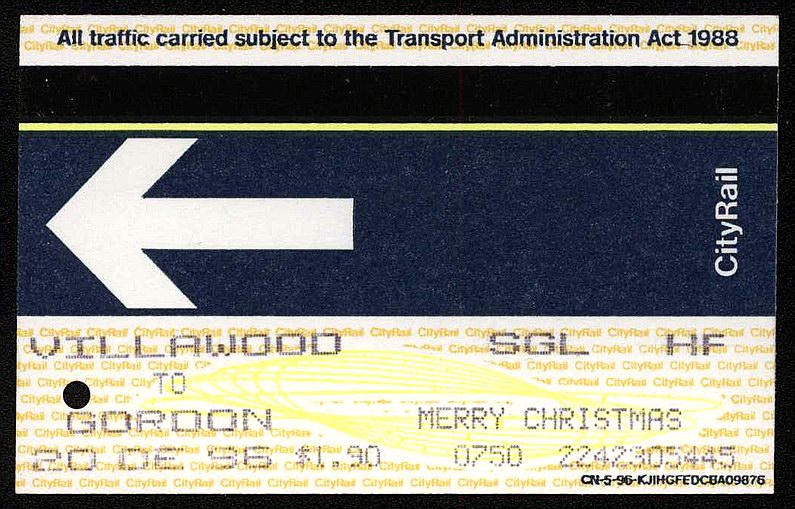 All traffic carried subject to the Transport Administration Act 1988
CityRail
VILLAWOOD SGL HF
TO
GORDON MERRY CHRISTMAS
20 DE 96 $1.90 0750 2242305445
CN-5-96-KJIHGFEDCBA09876